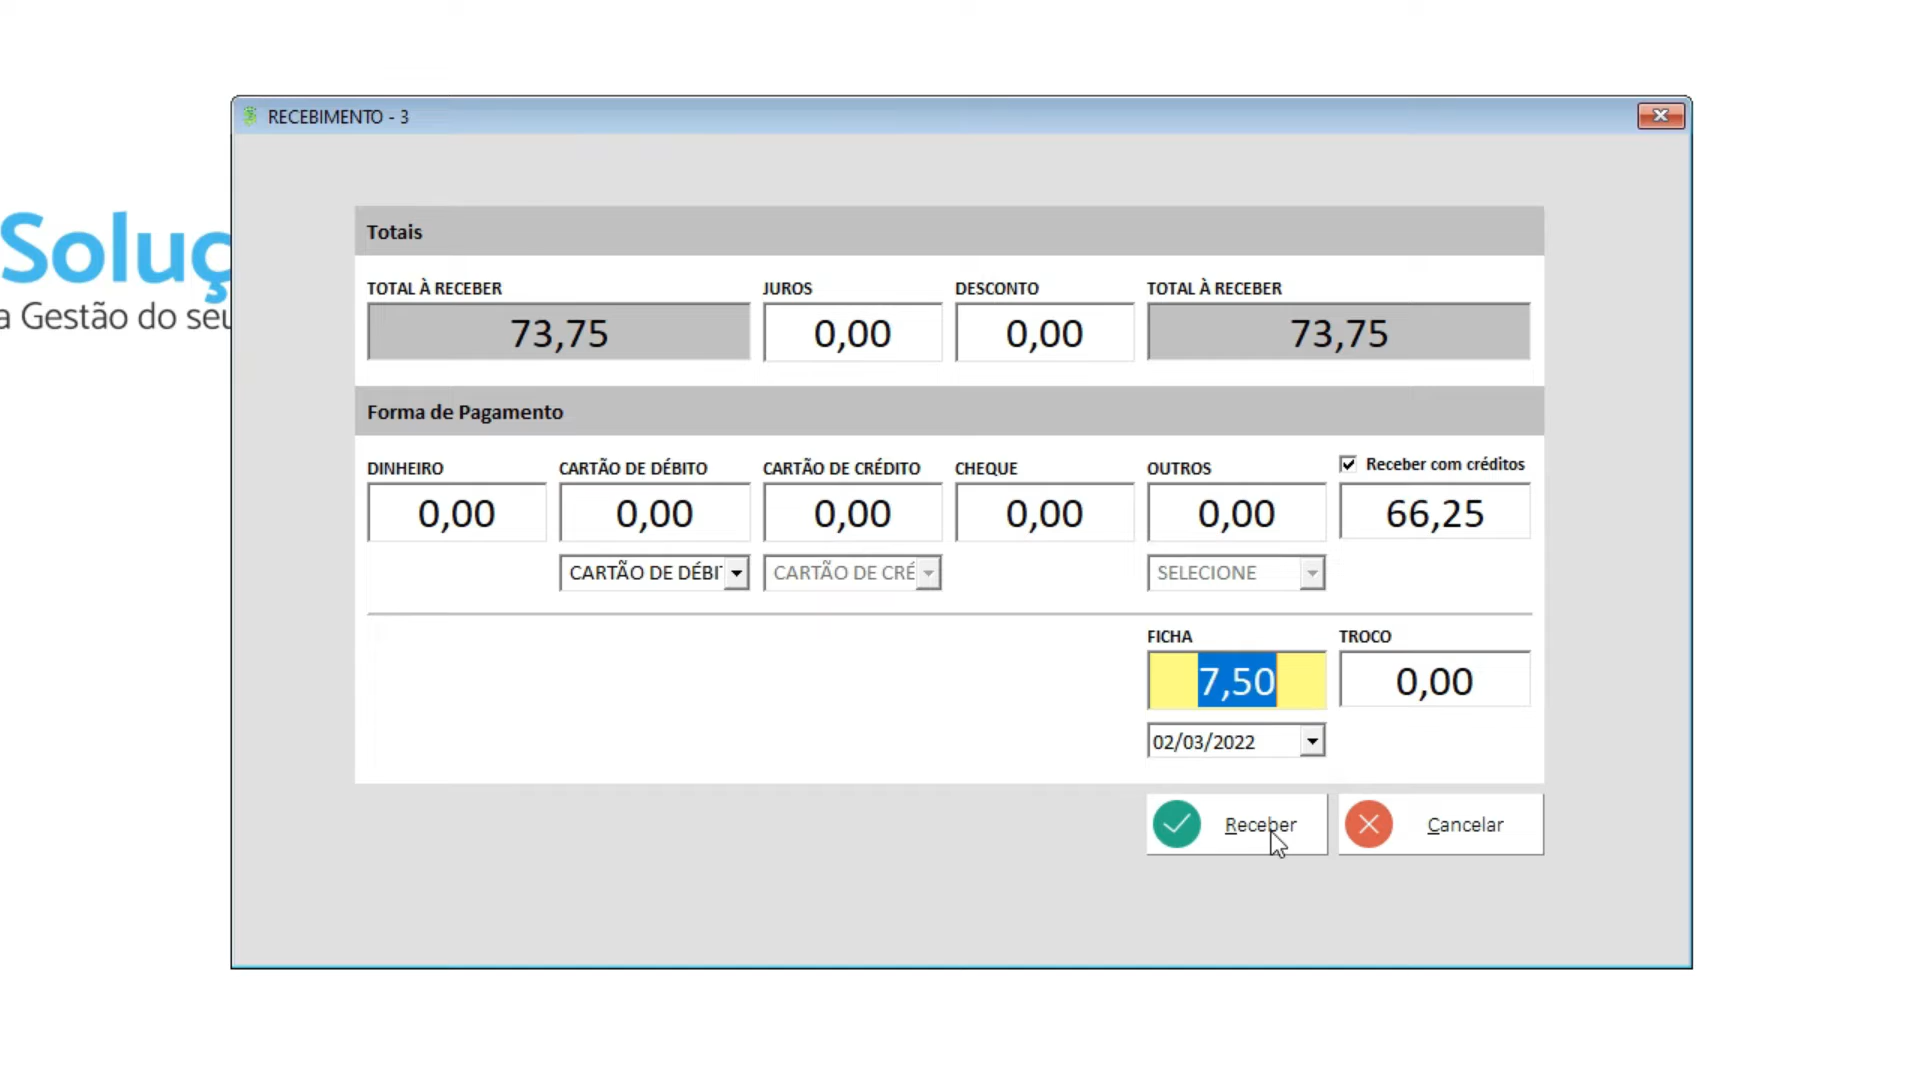 RECEBIMENTO - 3
Soluç
a Gestão do seu
Totais
TOTAL À RECEBER JUROS DESCONTO TOTAL À RECEBER
73,75 0,00 0,00 73,75
Forma de Pagamento
DINHEIRO CARTÃO DE DÉBITO CARTÃO DE CRÉDITO CHEQUE OUTROS Receber com créditos
0,00 0,00 0,00 0,00 0,00 66,25
CARTÃO DE DÉBIT CARTÃO DE CRÉ SELECIONE
FICHA TROCO
7,50 0,00
02/03/2022
Receber Cancelar